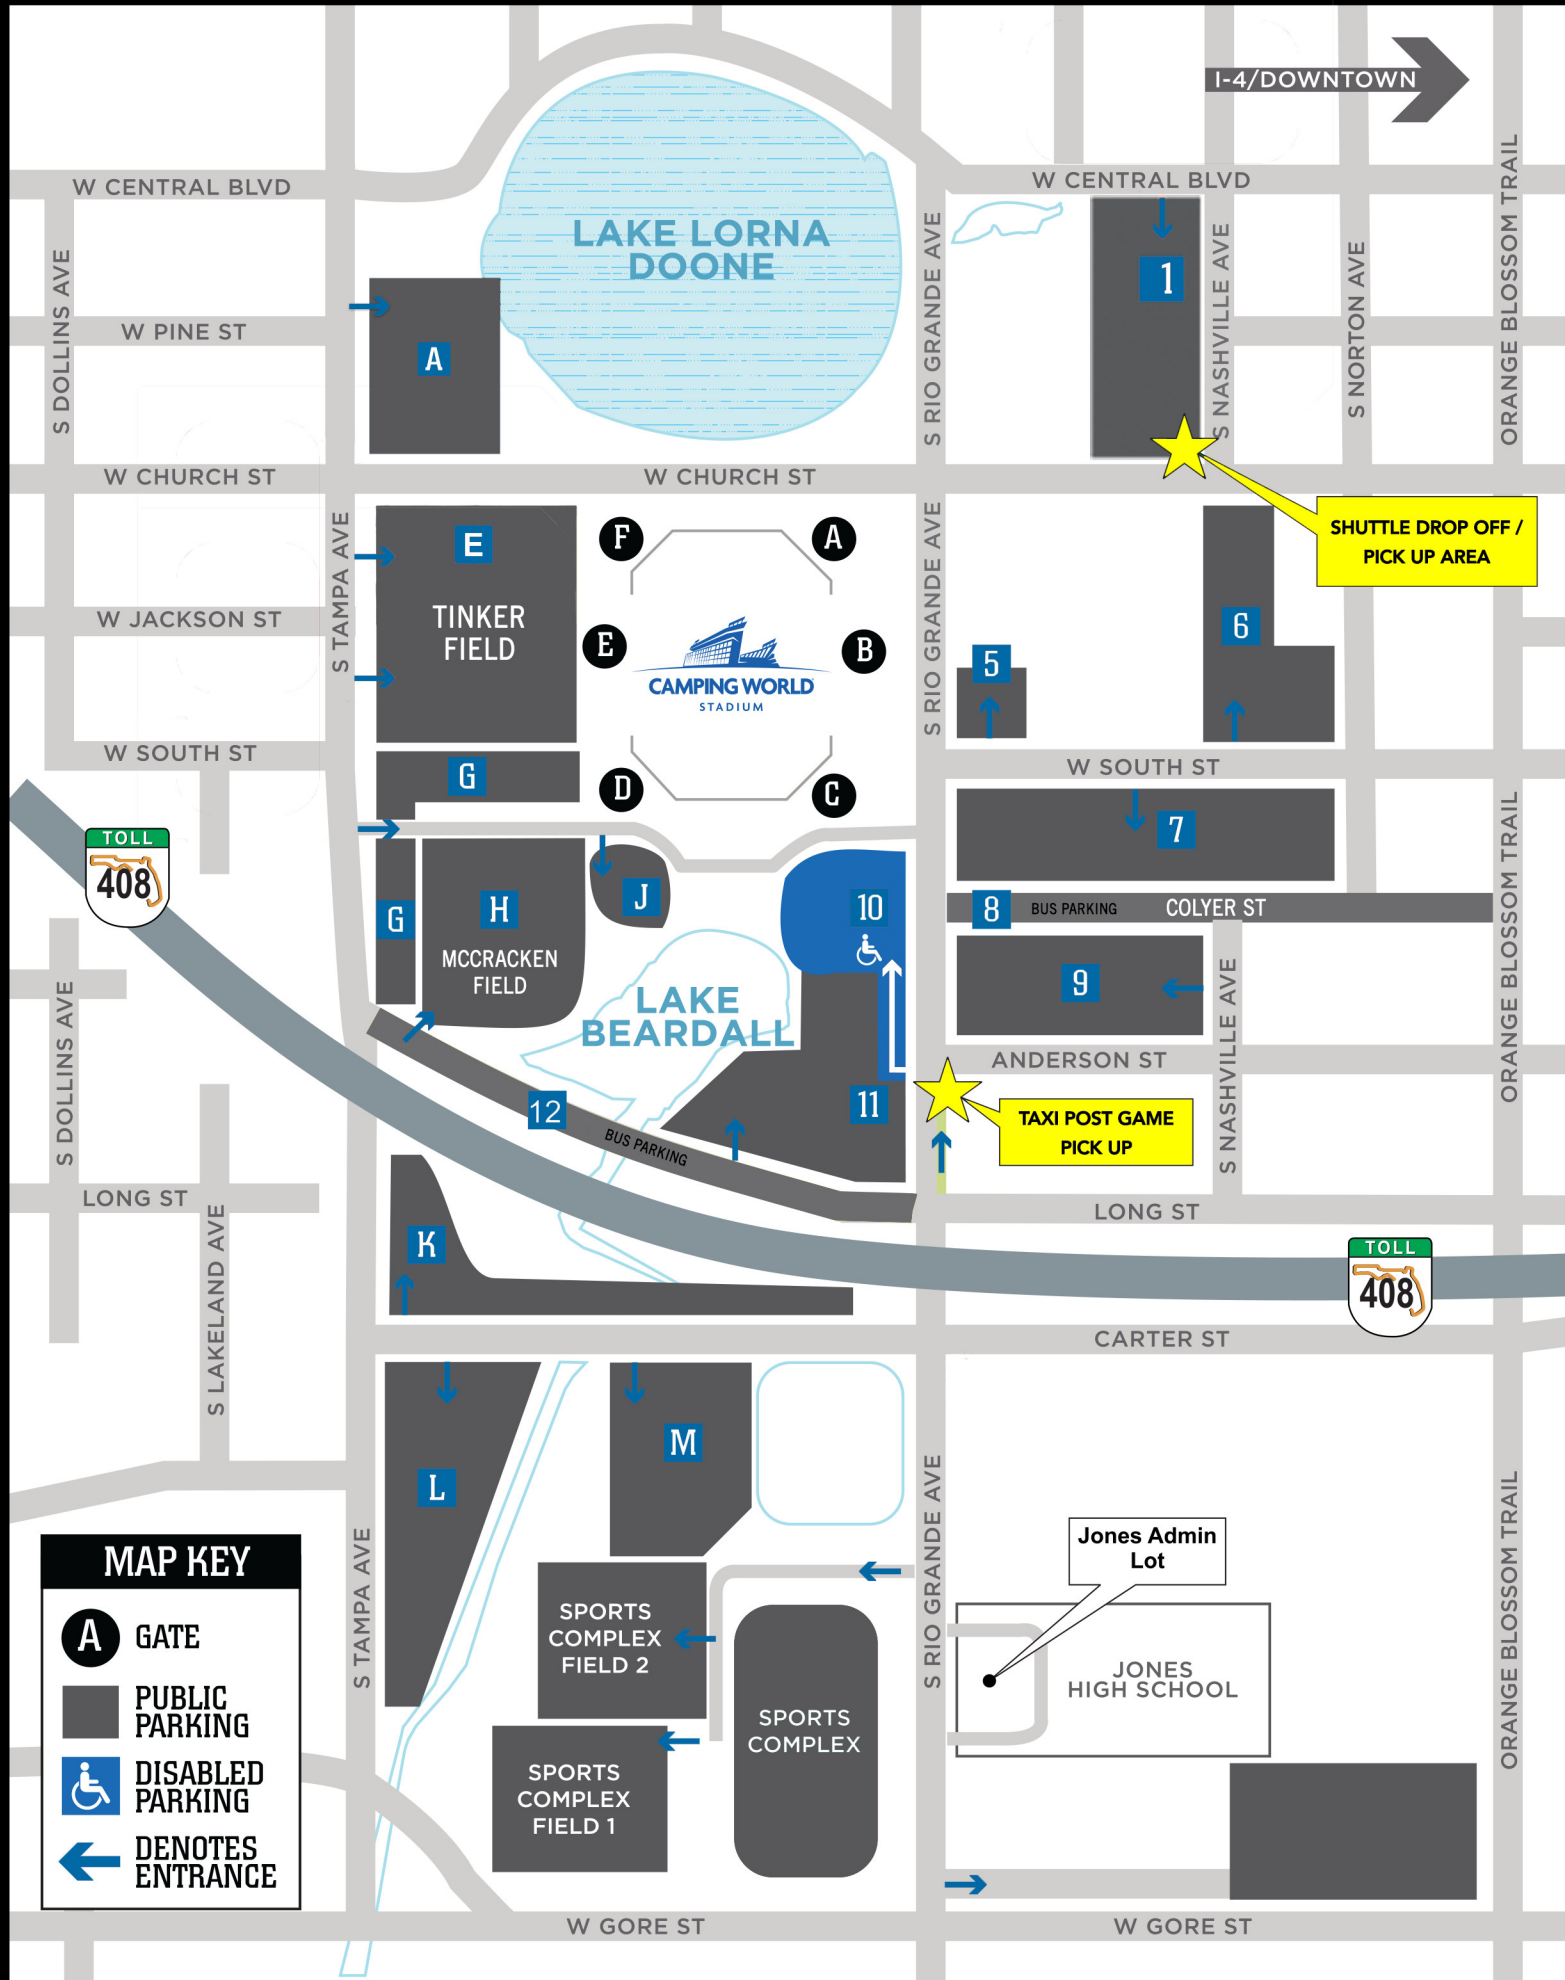 I-4/DOWNTOWN
W CENTRAL BLVD
W CENTRAL BLVD
ORANGE BLOSSOM TRAIL
S DOLLINS AVE
LAKE LORNA
DOONE
S RIO GRANDE AVE
S NASHVILLE AVE
S NORTON AVE
1
W PINE ST
A
W CHURCH ST
W CHURCH ST
SHUTTLE DROP OFF /
PICK UP AREA
S TAMPA AVE
E
TINKER
FIELD
F
A
E
B
D
C
CAMPING WORLD
STADIUM
S RIO GRANDE AVE
W JACKSON ST
5
6
W SOUTH ST
W SOUTH ST
G
7
TOLL
408
G
H
MCCRACKEN
FIELD
J
10
8
BUS PARKING
COLYER ST
ORANGE BLOSSOM TRAIL
9
S NASHVILLE AVE
LAKE
BEARDALL
S DOLLINS AVE
ANDERSON ST
11
12
BUS PARKING
TAXI POST GAME
PICK UP
LONG ST
LONG ST
S LAKELAND AVE
K
TOLL
408
CARTER ST
L
M
S TAMPA AVE
S RIO GRANDE AVE
ORANGE BLOSSOM TRAIL
Jones Admin
Lot
JONES
HIGH SCHOOL
SPORTS
COMPLEX
FIELD 2
SPORTS
COMPLEX
SPORTS
COMPLEX
FIELD 1
MAP KEY
A
GATE
PUBLIC
PARKING
DISABLED
PARKING
DENOTES
ENTRANCE
W GORE ST
W GORE ST